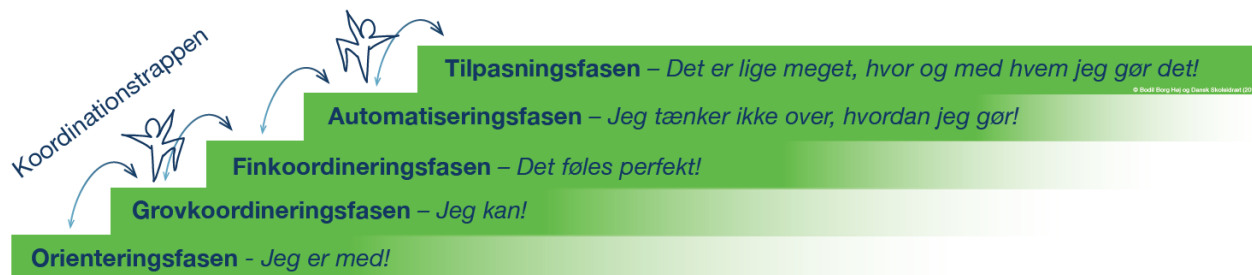 Koordinationstrappen
Tilpasningsfasen – Det er lige meget, hvor og med hvem jeg gør det!
© Bodil Borg Høj og Dansk Skoleidræt (20
Automatiseringsfasen – Jeg tænker ikke over, hvordan jeg gør!
Finkoordineringsfasen – Det føles perfekt!
Grovkoordineringsfasen – Jeg kan!
Orienteringsfasen - Jeg er med!